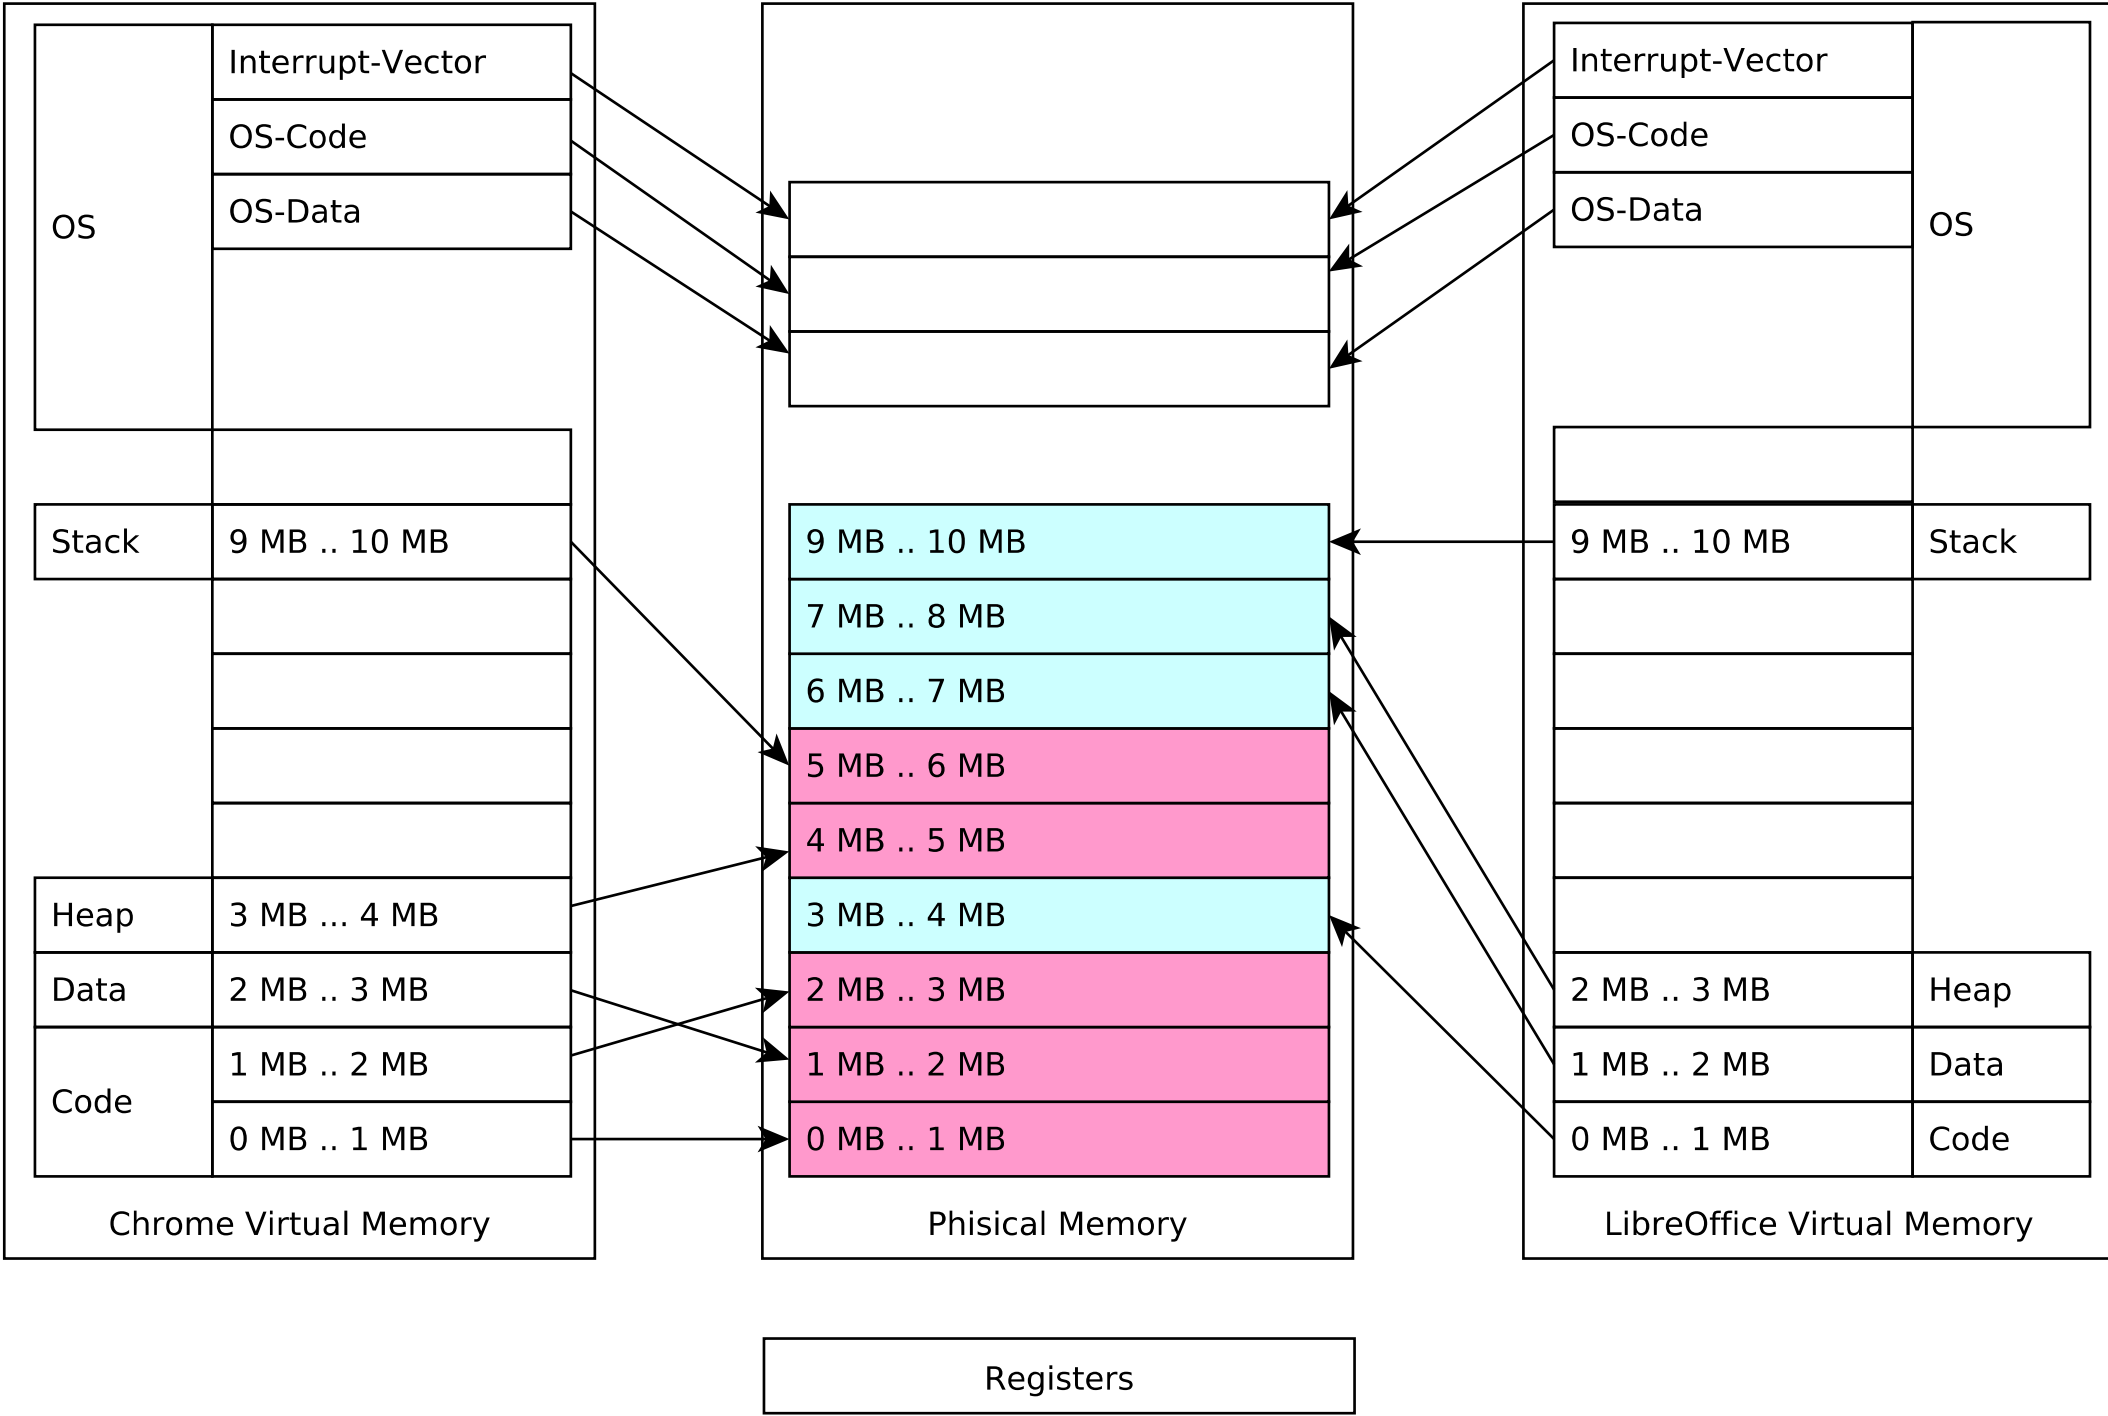 OS
Interrupt-Vector
OS-Code
OS-Data
Stack
9 MB .. 10 MB
Heap
3 MB ... 4 MB
Data
2 MB .. 3 MB
Code
1 MB .. 2 MB
0 MB .. 1 MB
Chrome Virtual Memory
9 MB .. 10 MB
7 MB .. 8 MB
6 MB .. 7 MB
5 MB .. 6 MB
4 MB .. 5 MB
3 MB .. 4 MB
2 MB .. 3 MB
1 MB .. 2 MB
0 MB .. 1 MB
Phisical Memory
Interrupt-Vector
OS-Code
OS-Data
OS
9 MB .. 10 MB
Stack
2 MB .. 3 MB
Heap
1 MB .. 2 MB
Data
0 MB .. 1 MB
Code
LibreOffice Virtual Memory
Registers